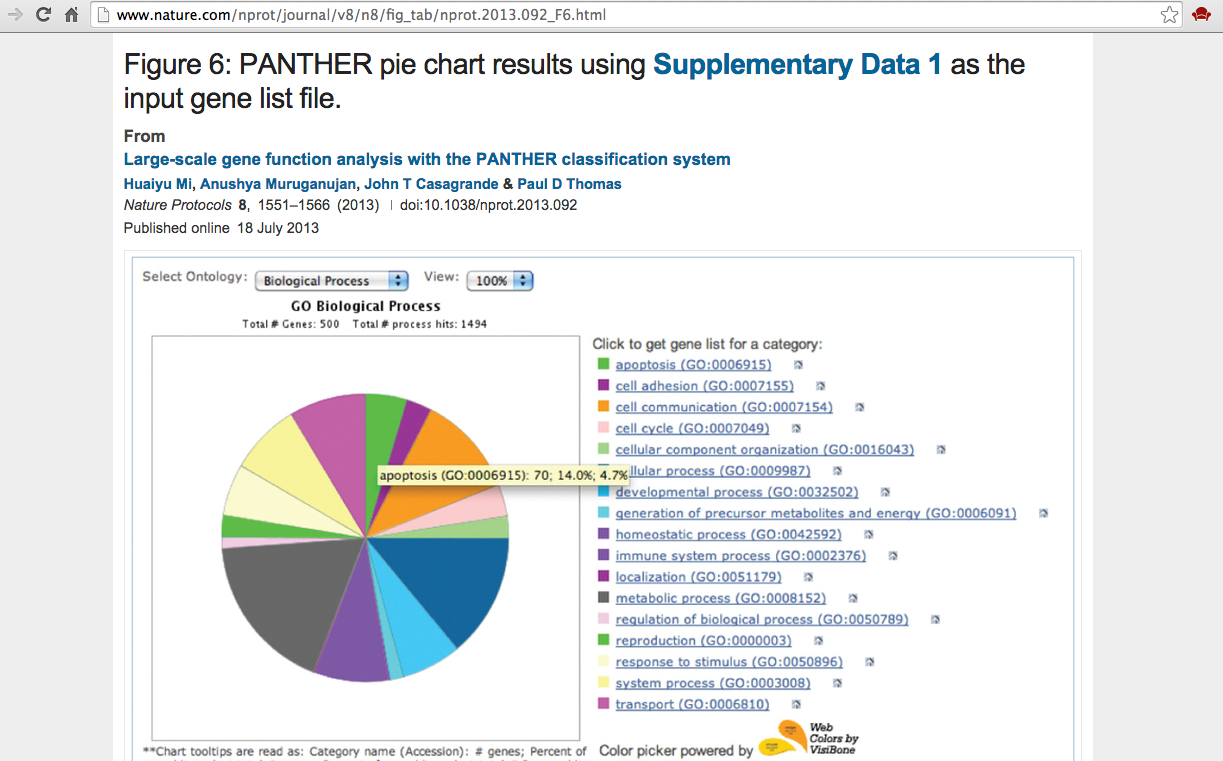 www.nature.com/nprot/journal/v8/n8/fig_tab/nprot.2013.092_F6.html
Figure 6: PANTHER pie chart results using Supplementary Data 1 as the
input gene list file.
From
Large-scale gene function analysis with the PANTHER classification system
Huaiyu Mi, Anushya Muruganujan, John T Casagrande & Paul D Thomas
Nature Protocols 8, 1551–1566 (2013) | doi:10.1038/nprot.2013.092
Published online 18 July 2013
Select Ontology: Biological Process View: 100%
GO Biological Process
Total # Genes: 500 Total # process hits: 1494
Click to get gene list for a category:
apoptosis (GO:0006915)
cell adhesion (GO:0007155)
cell communication (GO:0007154)
cell cycle (GO:0007049)
cellular component organization (GO:0016043)
apoptosis (GO:0006915): 70; 14.0%; 4.7%
llular process (GO:0009987)
developmental process (GO:0032502)
generation of precursor metabolites and energy (GO:0006091)
homeostatic process (GO:0042592)
immune system process (GO:0002376)
localization (GO:0051179)
metabolic process (GO:0008152)
regulation of biological process (GO:0050789)
reproduction (GO:0000003)
response to stimulus (GO:0050896)
system process (GO:0003008)
transport (GO:0006810)
**Chart tooltips are read as: Category name (Accession): # genes; Percent of
Color picker powered by
Web
Colors by
VisiBone